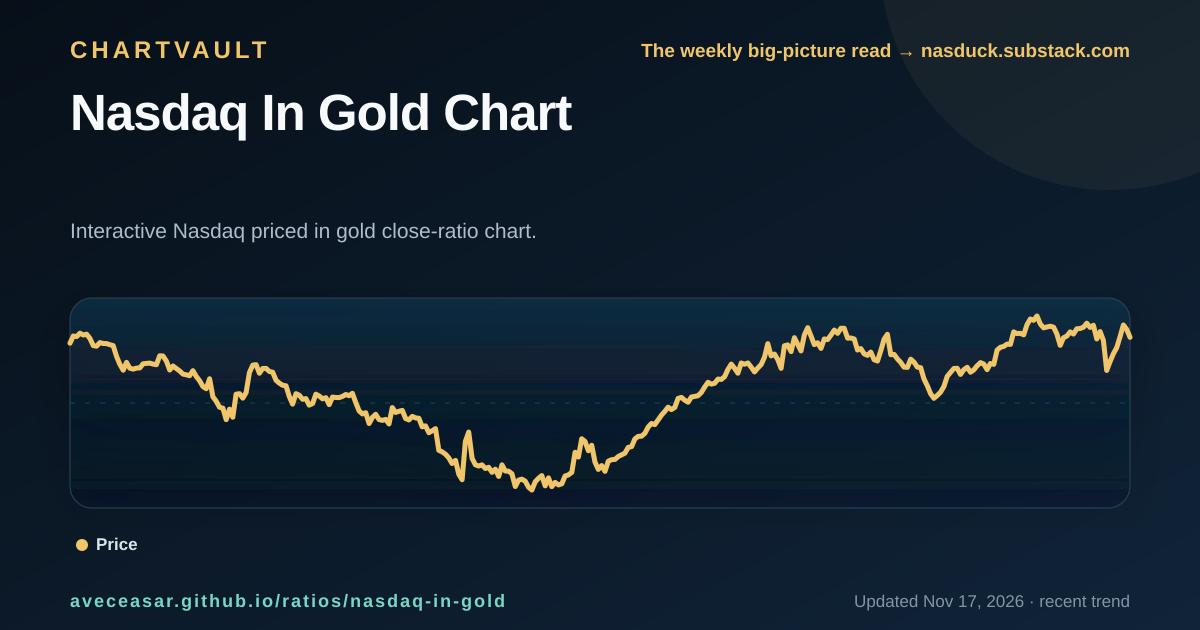 CHARTVAULT
The weekly big-picture read → nasduck.substack.com
Nasdaq In Gold Chart
Interactive Nasdaq priced in gold close-ratio chart.
Price
aveceasar.github.io/ratios/nasdaq-in-gold
Updated Nov 17, 2026 · recent trend